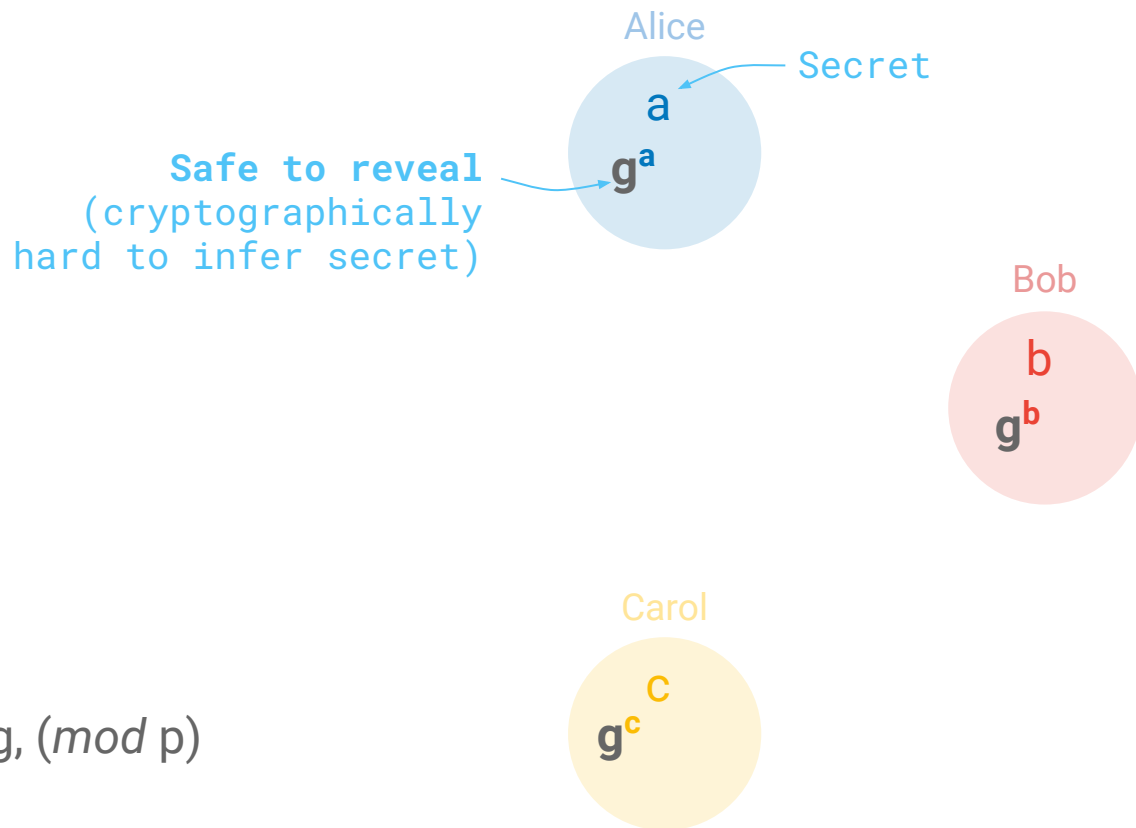 Alice
Secret
a
Safe to reveal
gᵃ
(cryptographically
hard to infer secret)
Bob
b
gᵇ
Carol
c
gᶜ
g, (mod p)